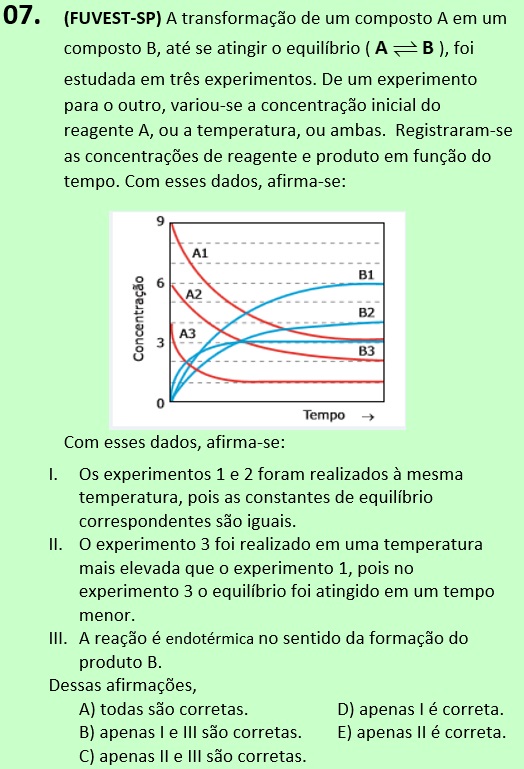 07. (FUVEST-SP) A transformação de um composto A em um
composto B, até se atingir o equilíbrio ( A ⇌ B ), foi
estudada em três experimentos. De um experimento
para o outro, variou-se a concentração inicial do
reagente A, ou a temperatura, ou ambas. Registraram-se
as concentrações de reagente e produto em função do
tempo. Com esses dados, afirma-se:
9
A1
B1
6
A2
B2
Concentração
A3
3
B3
0
Tempo →
Com esses dados, afirma-se:
I. Os experimentos 1 e 2 foram realizados à mesma
temperatura, pois as constantes de equilíbrio
correspondentes são iguais.
II. O experimento 3 foi realizado em uma temperatura
mais elevada que o experimento 1, pois no
experimento 3 o equilíbrio foi atingido em um tempo
menor.
III. A reação é endotérmica no sentido da formação do
produto B.
Dessas afirmações,
A) todas são corretas. D) apenas I é correta.
B) apenas I e III são corretas. E) apenas II é correta.
C) apenas II e III são corretas.